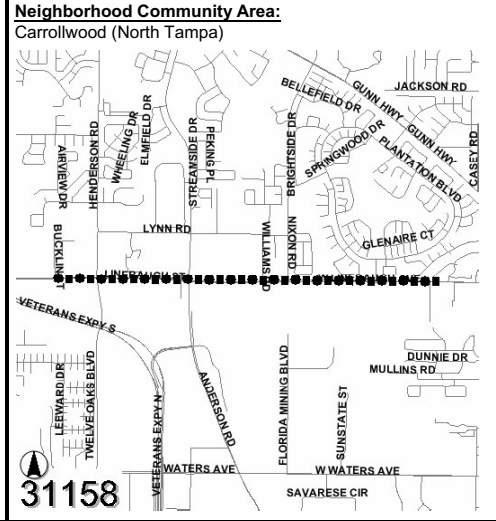 Neighborhood Community Area:
Carrollwood (North Tampa)
JACKSON RD
BELLEFIELD DR
GUNN HWY
GUNN HWY
PLANTATION BLVD
CASEY RD
SPRINGWOOD DR
BRIGHTSIDE DR
PEKING PL
STREAMSIDE DR
ELMFIELD DR
WHEELING DR
HENDERSON RD
AIRVIEW DR
LYNN RD
WILLIAMS RD
NIXON RD
GLENAIRE CT
VETERANS EXPY S
LEEWARD DR
TWELVE OAKS BLVD
VETERANS EXPY N
ANDERSON RD
FLORIDA MINING BLVD
SUNSTATE ST
DUNNIE DR
MULLINS RD
WATERS AVE
W WATERS AVE
SAVARESE CIR
31158